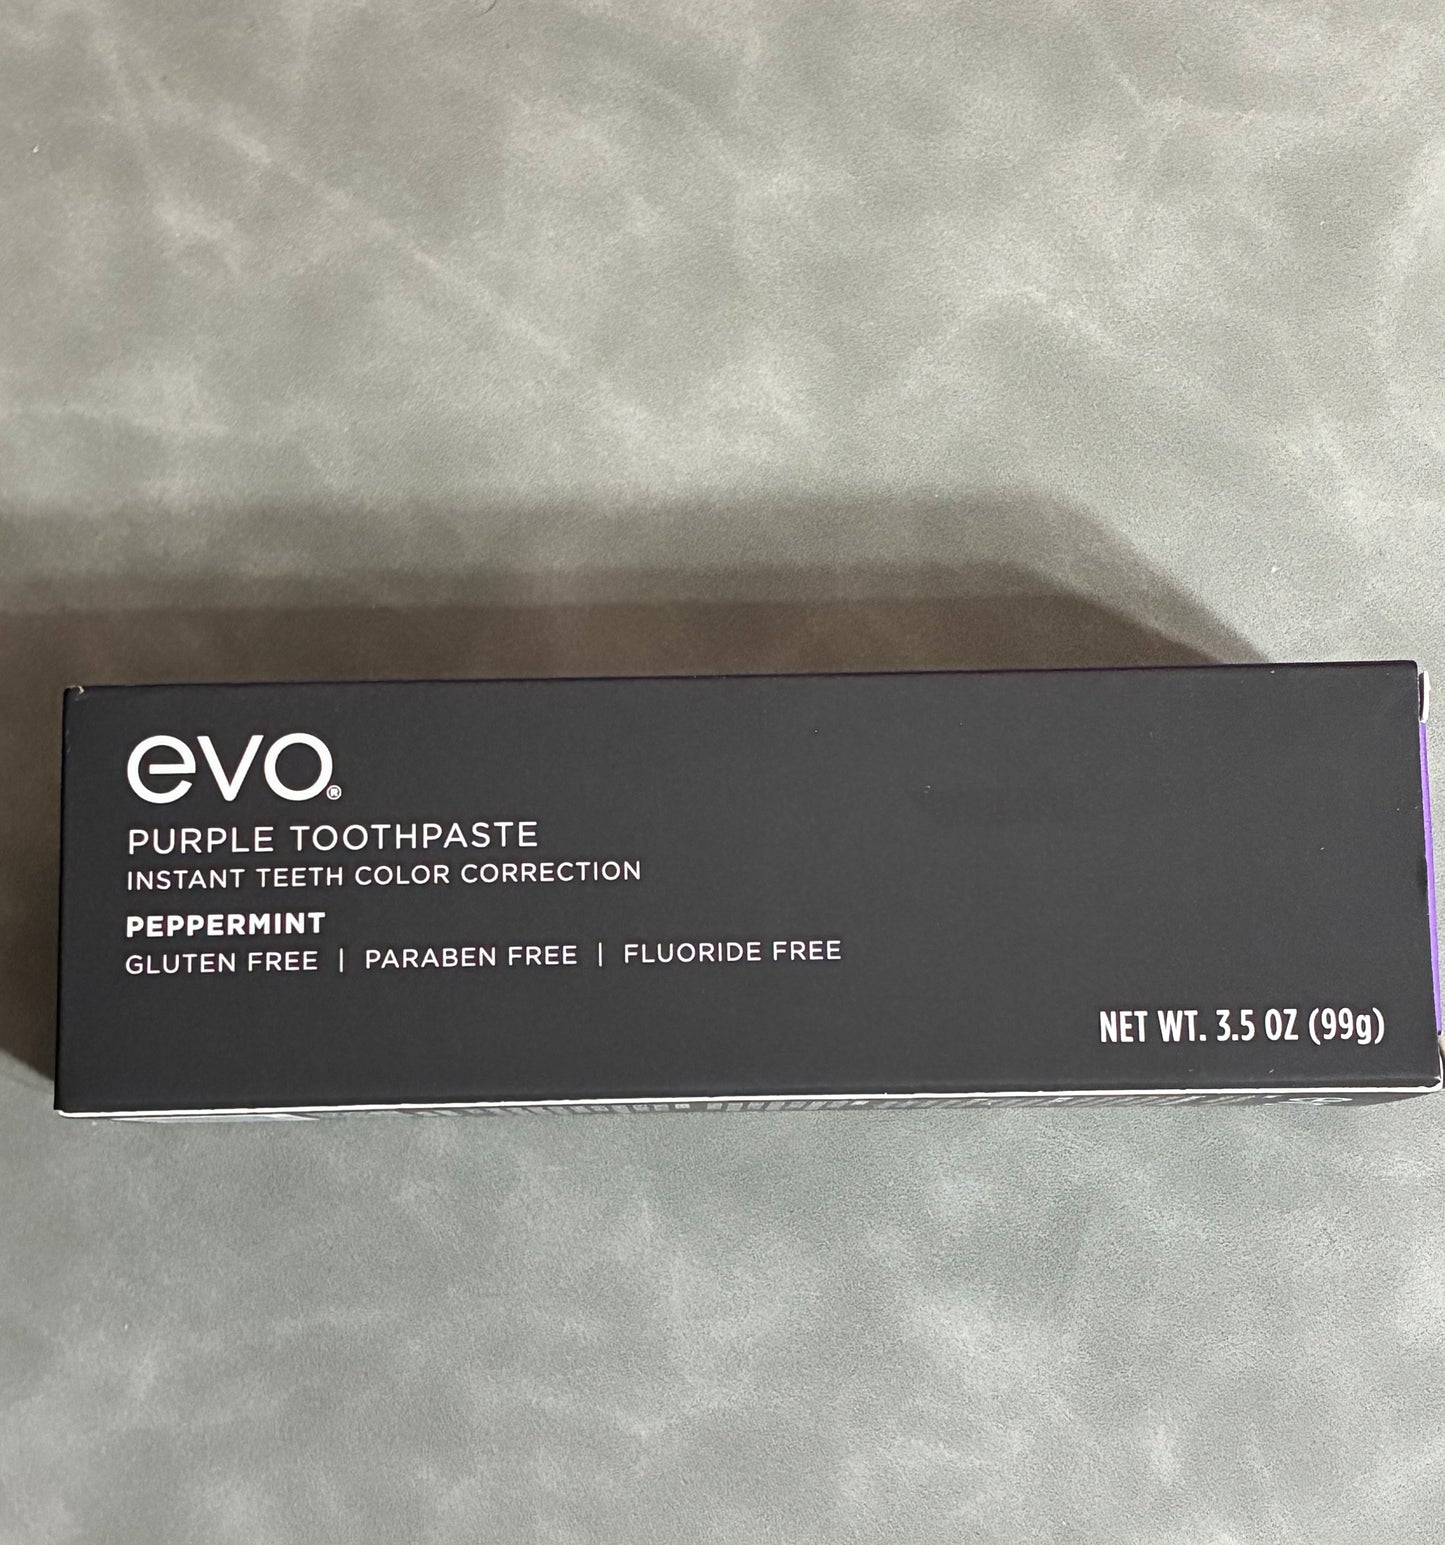 evo®
PURPLE TOOTHPASTE
INSTANT TEETH COLOR CORRECTION
PEPPERMINT
GLUTEN FREE | PARABEN FREE | FLUORIDE FREE
NET WT. 3.5 OZ (99g)